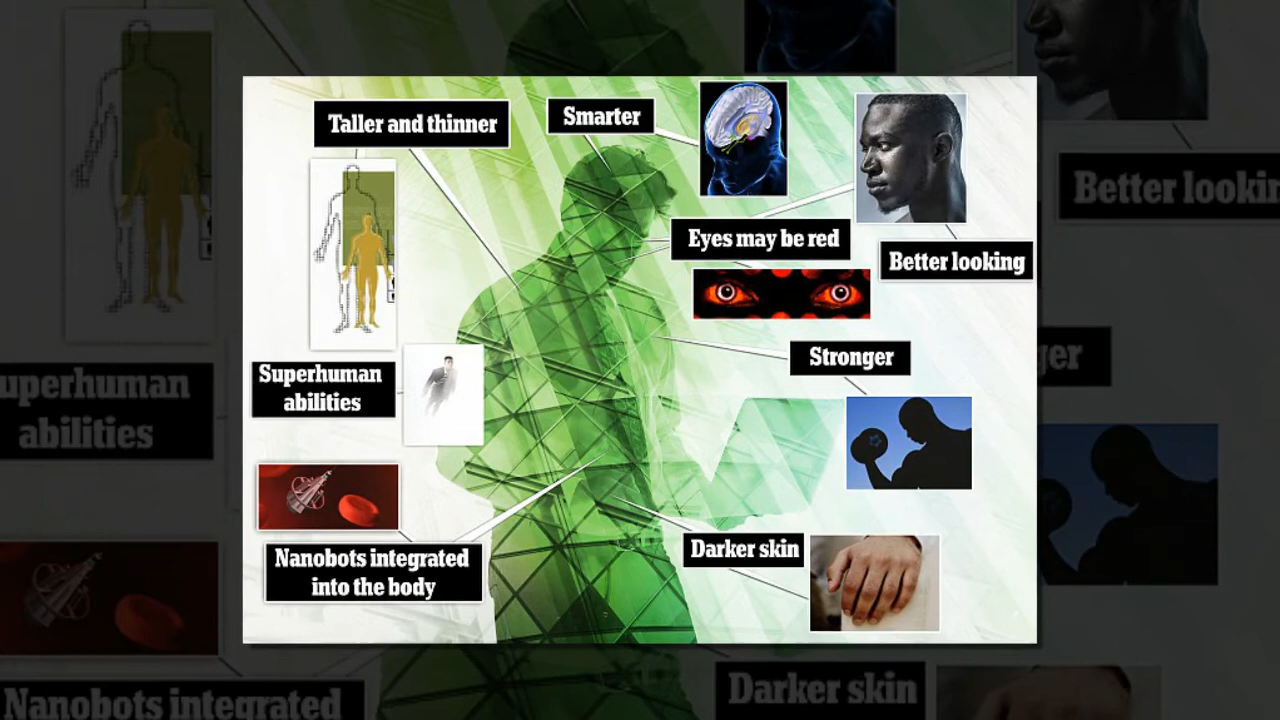 Taller and thinner
Smarter
Eyes may be red
Better looking
Stronger
Superhuman
abilities
Nanobots integrated
into the body
Darker skin
Better lookin
ger
uperhuman
abilities
Nanobots integrated
Darker skin